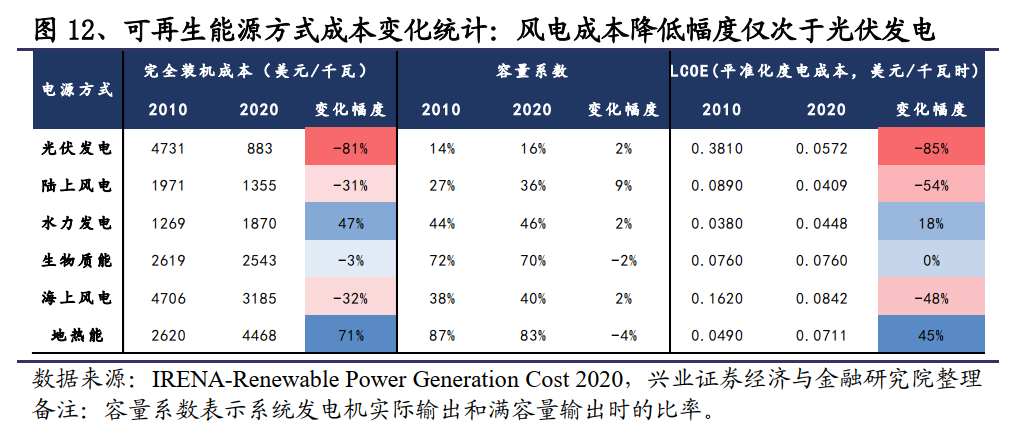 图 12、可再生能源方式成本变化统计：风电成本降低幅度仅次于光伏发电
电源方式 完全装机成本（美元/千瓦） 容量系数 LCOE(平准化度电成本，美元/千瓦时)
2010 2020 变化幅度 2010 2020 变化幅度 2010 2020 变化幅度
光伏发电 4731 883 -81% 14% 16% 2% 0.3810 0.0572 -85%
陆上风电 1971 1355 -31% 27% 36% 9% 0.0890 0.0409 -54%
水力发电 1269 1870 47% 44% 46% 2% 0.0380 0.0448 18%
生物质能 2619 2543 -3% 72% 70% -2% 0.0760 0.0760 0%
海上风电 4706 3185 -32% 38% 40% 2% 0.1620 0.0842 -48%
地热能 2620 4468 71% 87% 83% -4% 0.0490 0.0711 45%
数据来源：IRENA-Renewable Power Generation Cost 2020，兴业证券经济与金融研究院整理
备注：容量系数表示系统发电机实际输出和满容量输出时的比率。